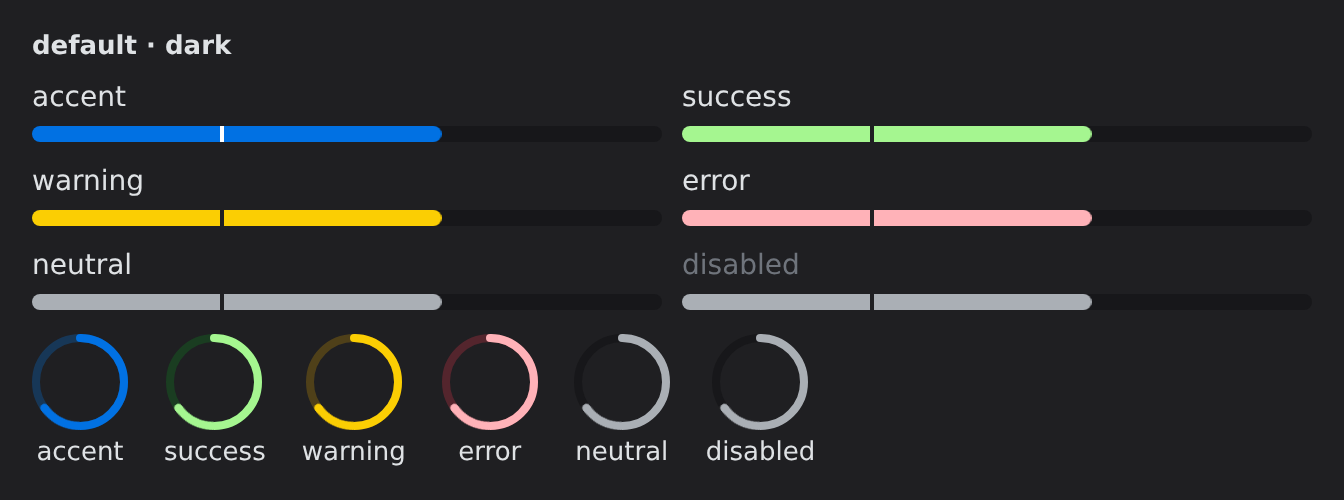 default · dark
accent
success
warning
error
neutral
disabled
accent
success
warning
error
neutral
disabled